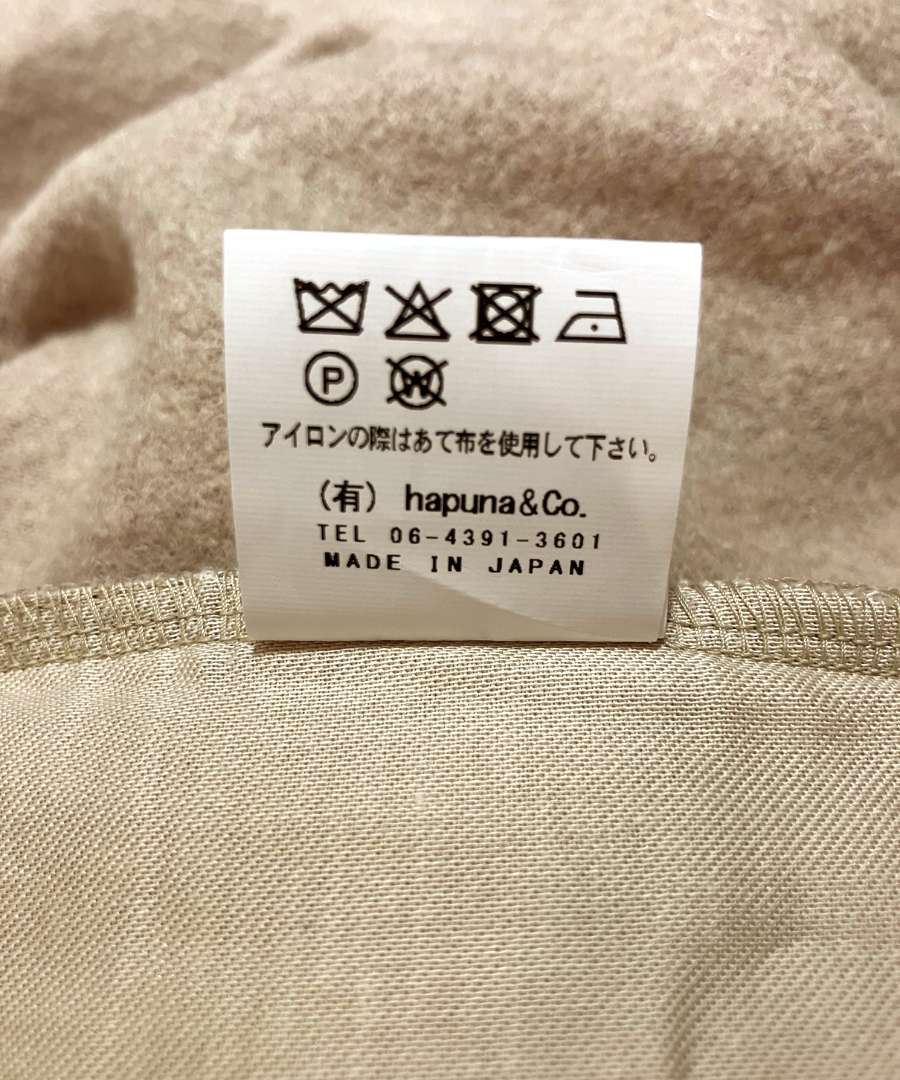 P W
アイロンの際はあて布を使用して下さい。
(有) hapuna&Co.
TEL 06-4391-3601
MADE IN JAPAN